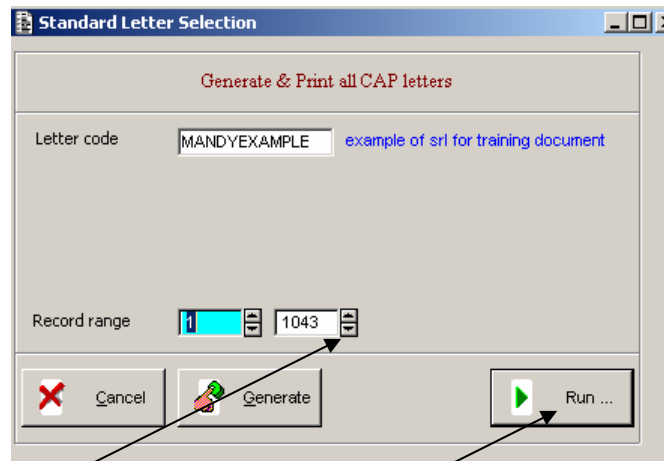 Standard Letter Selection
Generate & Print all CAP letters
Letter code MANDYEXAMPLE example of srl for training document
Record range 1 1043
Cancel Generate Run ...